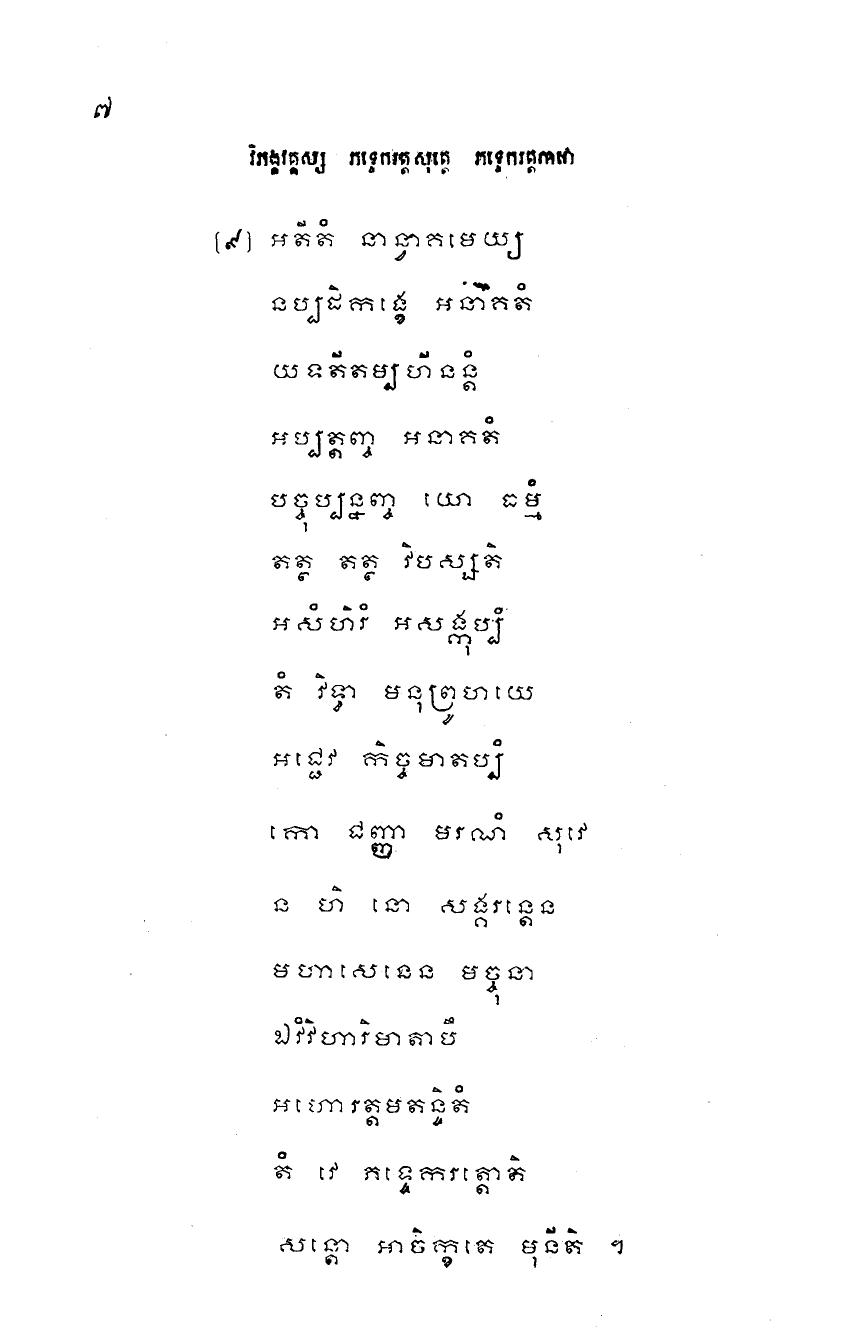 ៧
វិភង្គវគ្គស្ស ភទ្ទេករត្តសុត្តេ ភទ្ទេករត្តកាថា
(៩) អតីតំ នាន្វាគមេយ្យ
នប្បដិកង្ខេ អនាគតំ
យទតីតម្បហីនន្តំ
អប្បត្តញ្ច អនាគតំ
បច្ចុប្បន្នញ្ច យោ ធម្មំ
តត្ថ តត្ថ វិបស្សតិ
អសំហិរំ អសង្កុប្បំ
តំ វិទ្វា មនុព្រូហយេ
អជ្ជេវ កិច្ចមាតប្បំ
កោ ជញ្ញា មរណំ សុវេ
ន ហិ នោ សង្គរន្តេន
មហាសេនេន មច្ចុនា
ឯវំវិហារិមាតាបឹ
អហោរត្តមតន្ទិតំ
តំ វេ ភទ្ទេករត្តោតិ
សន្តោ អាចិក្ខតេ មុនីតិ ។